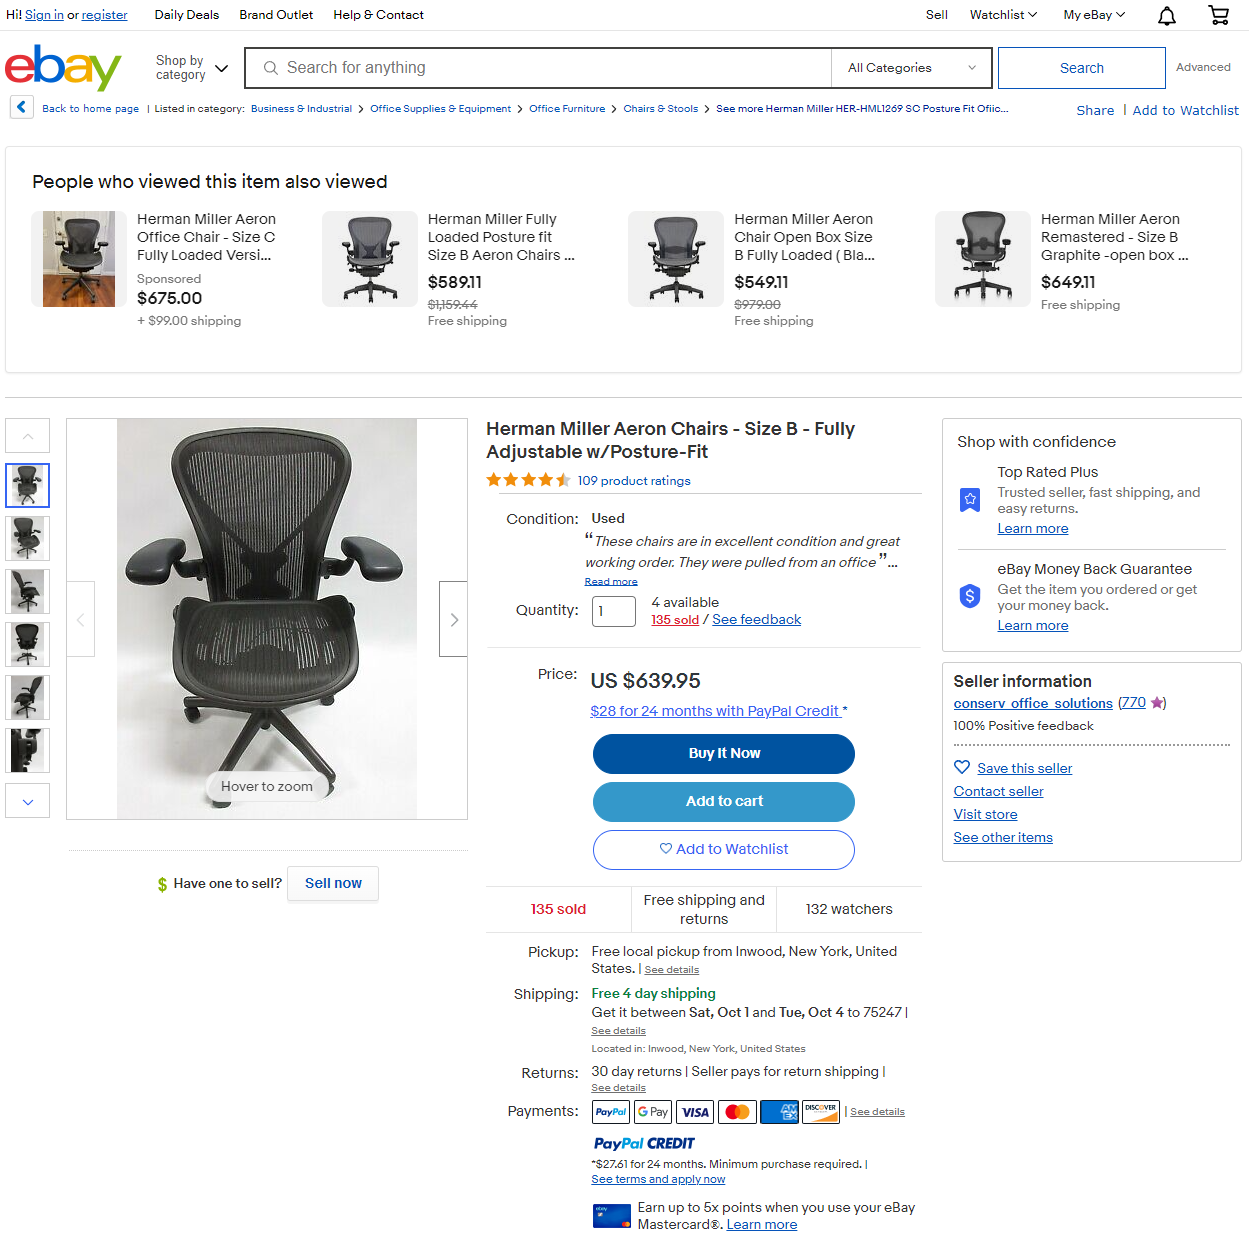 Hi! Sign in or register
Daily Deals
Brand Outlet
Help & Contact
Sell
Watchlist
My eBay
ebay
Shop by
category
Search for anything
All Categories
Search
Advanced
Back to home page | Listed in category: Business & Industrial > Office Supplies & Equipment > Office Furniture > Chairs & Stools > See more Herman Miller HER-HML1269 SC Posture Fit Ofiic...
Share | Add to Watchlist
People who viewed this item also viewed
Herman Miller Aeron
Office Chair - Size C
Fully Loaded Versi...
Sponsored
$675.00
+ $99.00 shipping
Herman Miller Fully
Loaded Posture fit
Size B Aeron Chairs ...
$589.11
$1,159.44
Free shipping
Herman Miller Aeron
Chair Open Box Size
B Fully Loaded ( Bla...
$549.11
$979.00
Free shipping
Herman Miller Aeron
Remastered - Size B
Graphite -open box ...
$649.11
Free shipping
Hover to zoom
$ Have one to sell?
Sell now
Herman Miller Aeron Chairs - Size B - Fully
Adjustable w/Posture-Fit
109 product ratings
Condition: Used
“These chairs are in excellent condition and great
working order. They were pulled from an office ”...
Read more
Quantity: 1
4 available
135 sold / See feedback
Price: US $639.95
$28 for 24 months with PayPal Credit *
Buy It Now
Add to cart
Add to Watchlist
135 sold
Free shipping and
returns
132 watchers
Pickup: Free local pickup from Inwood, New York, United
States. | See details
Shipping: Free 4 day shipping
Get it between Sat, Oct 1 and Tue, Oct 4 to 75247 |
See details
Located in: Inwood, New York, United States
Returns: 30 day returns | Seller pays for return shipping |
See details
Payments: PayPal G Pay VISA AMEX DISCOVER | See details
PayPal CREDIT
*$27.61 for 24 months. Minimum purchase required. |
See terms and apply now
ebay
Earn up to 5x points when you use your eBay
Mastercard®. Learn more
Shop with confidence
Top Rated Plus
Trusted seller, fast shipping, and
easy returns.
Learn more
eBay Money Back Guarantee
$
Get the item you ordered or get
your money back.
Learn more
Seller information
conserv_office_solutions (770)
100% Positive feedback
Save this seller
Contact seller
Visit store
See other items